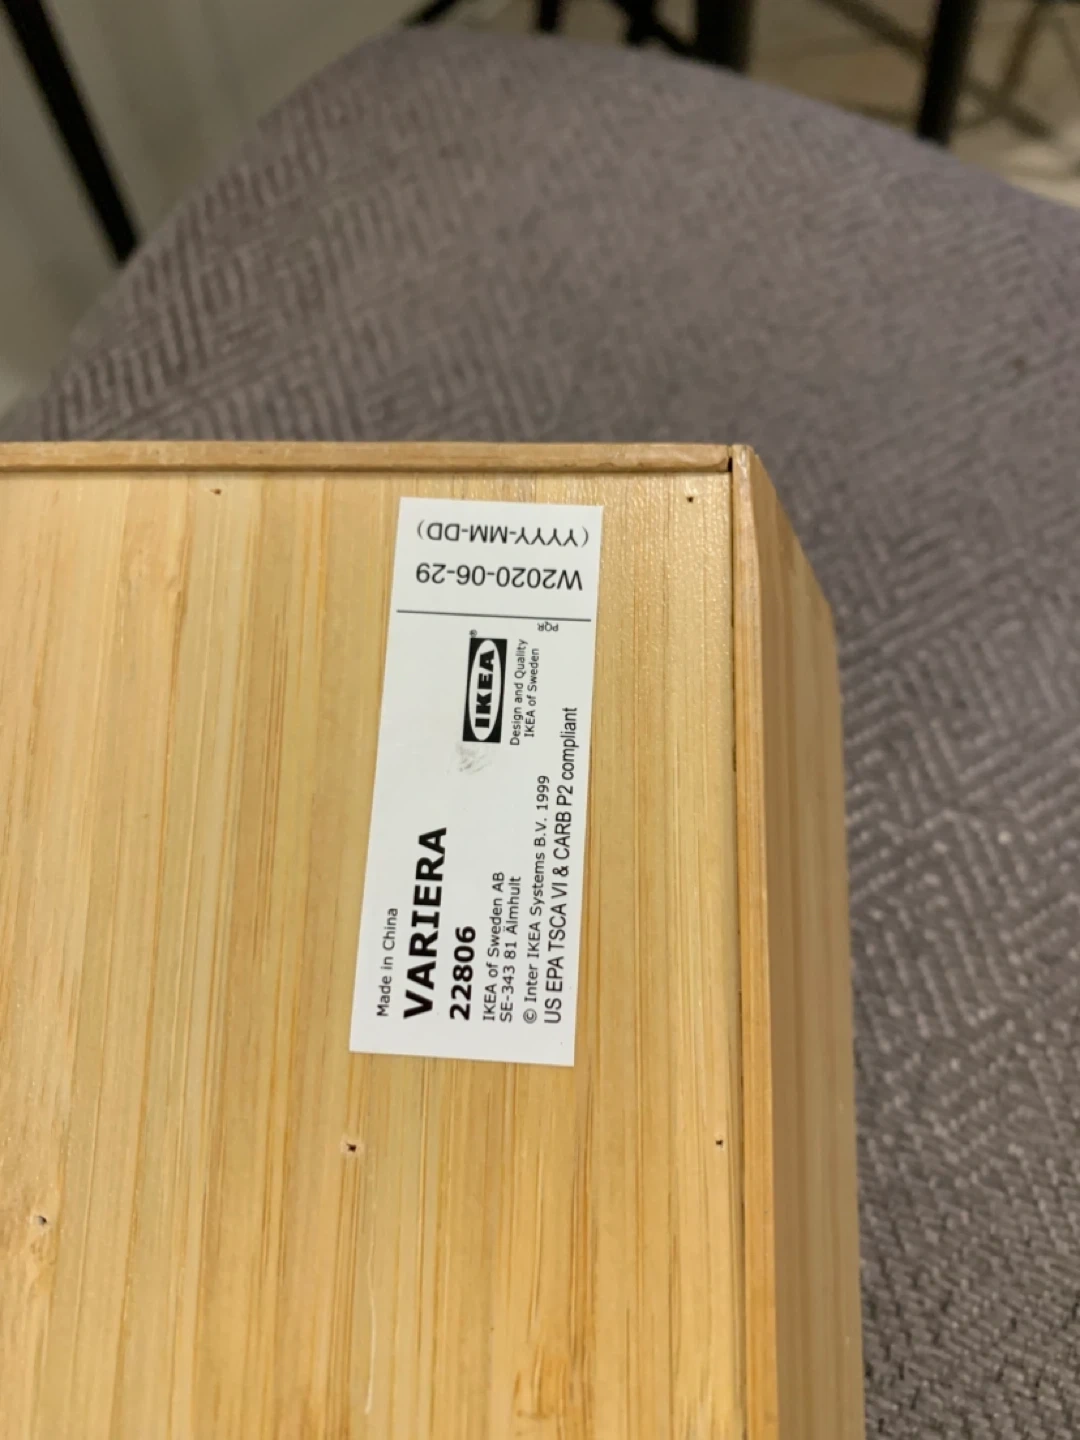 Made in China
VARIERA
22806
IKEA of Sweden AB
SE-343 81 Älmhult
© Inter IKEA Systems B.V. 1999
US EPA TSCA VI & CARB P2 compliant
IKEA®
Design and Quality
IKEA of Sweden
PQR
W2020-06-29
(YYYY-MM-DD)